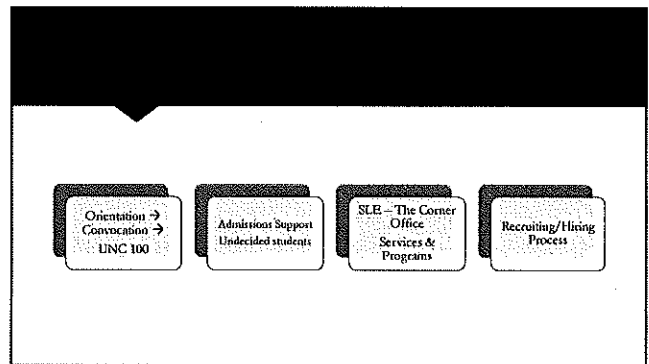 Orientation →
Convocation →
UNC 100
Admissions Support
Undecided students
SLE – The Corner
Office
Services &
Programs
Recruiting/Hiring
Process